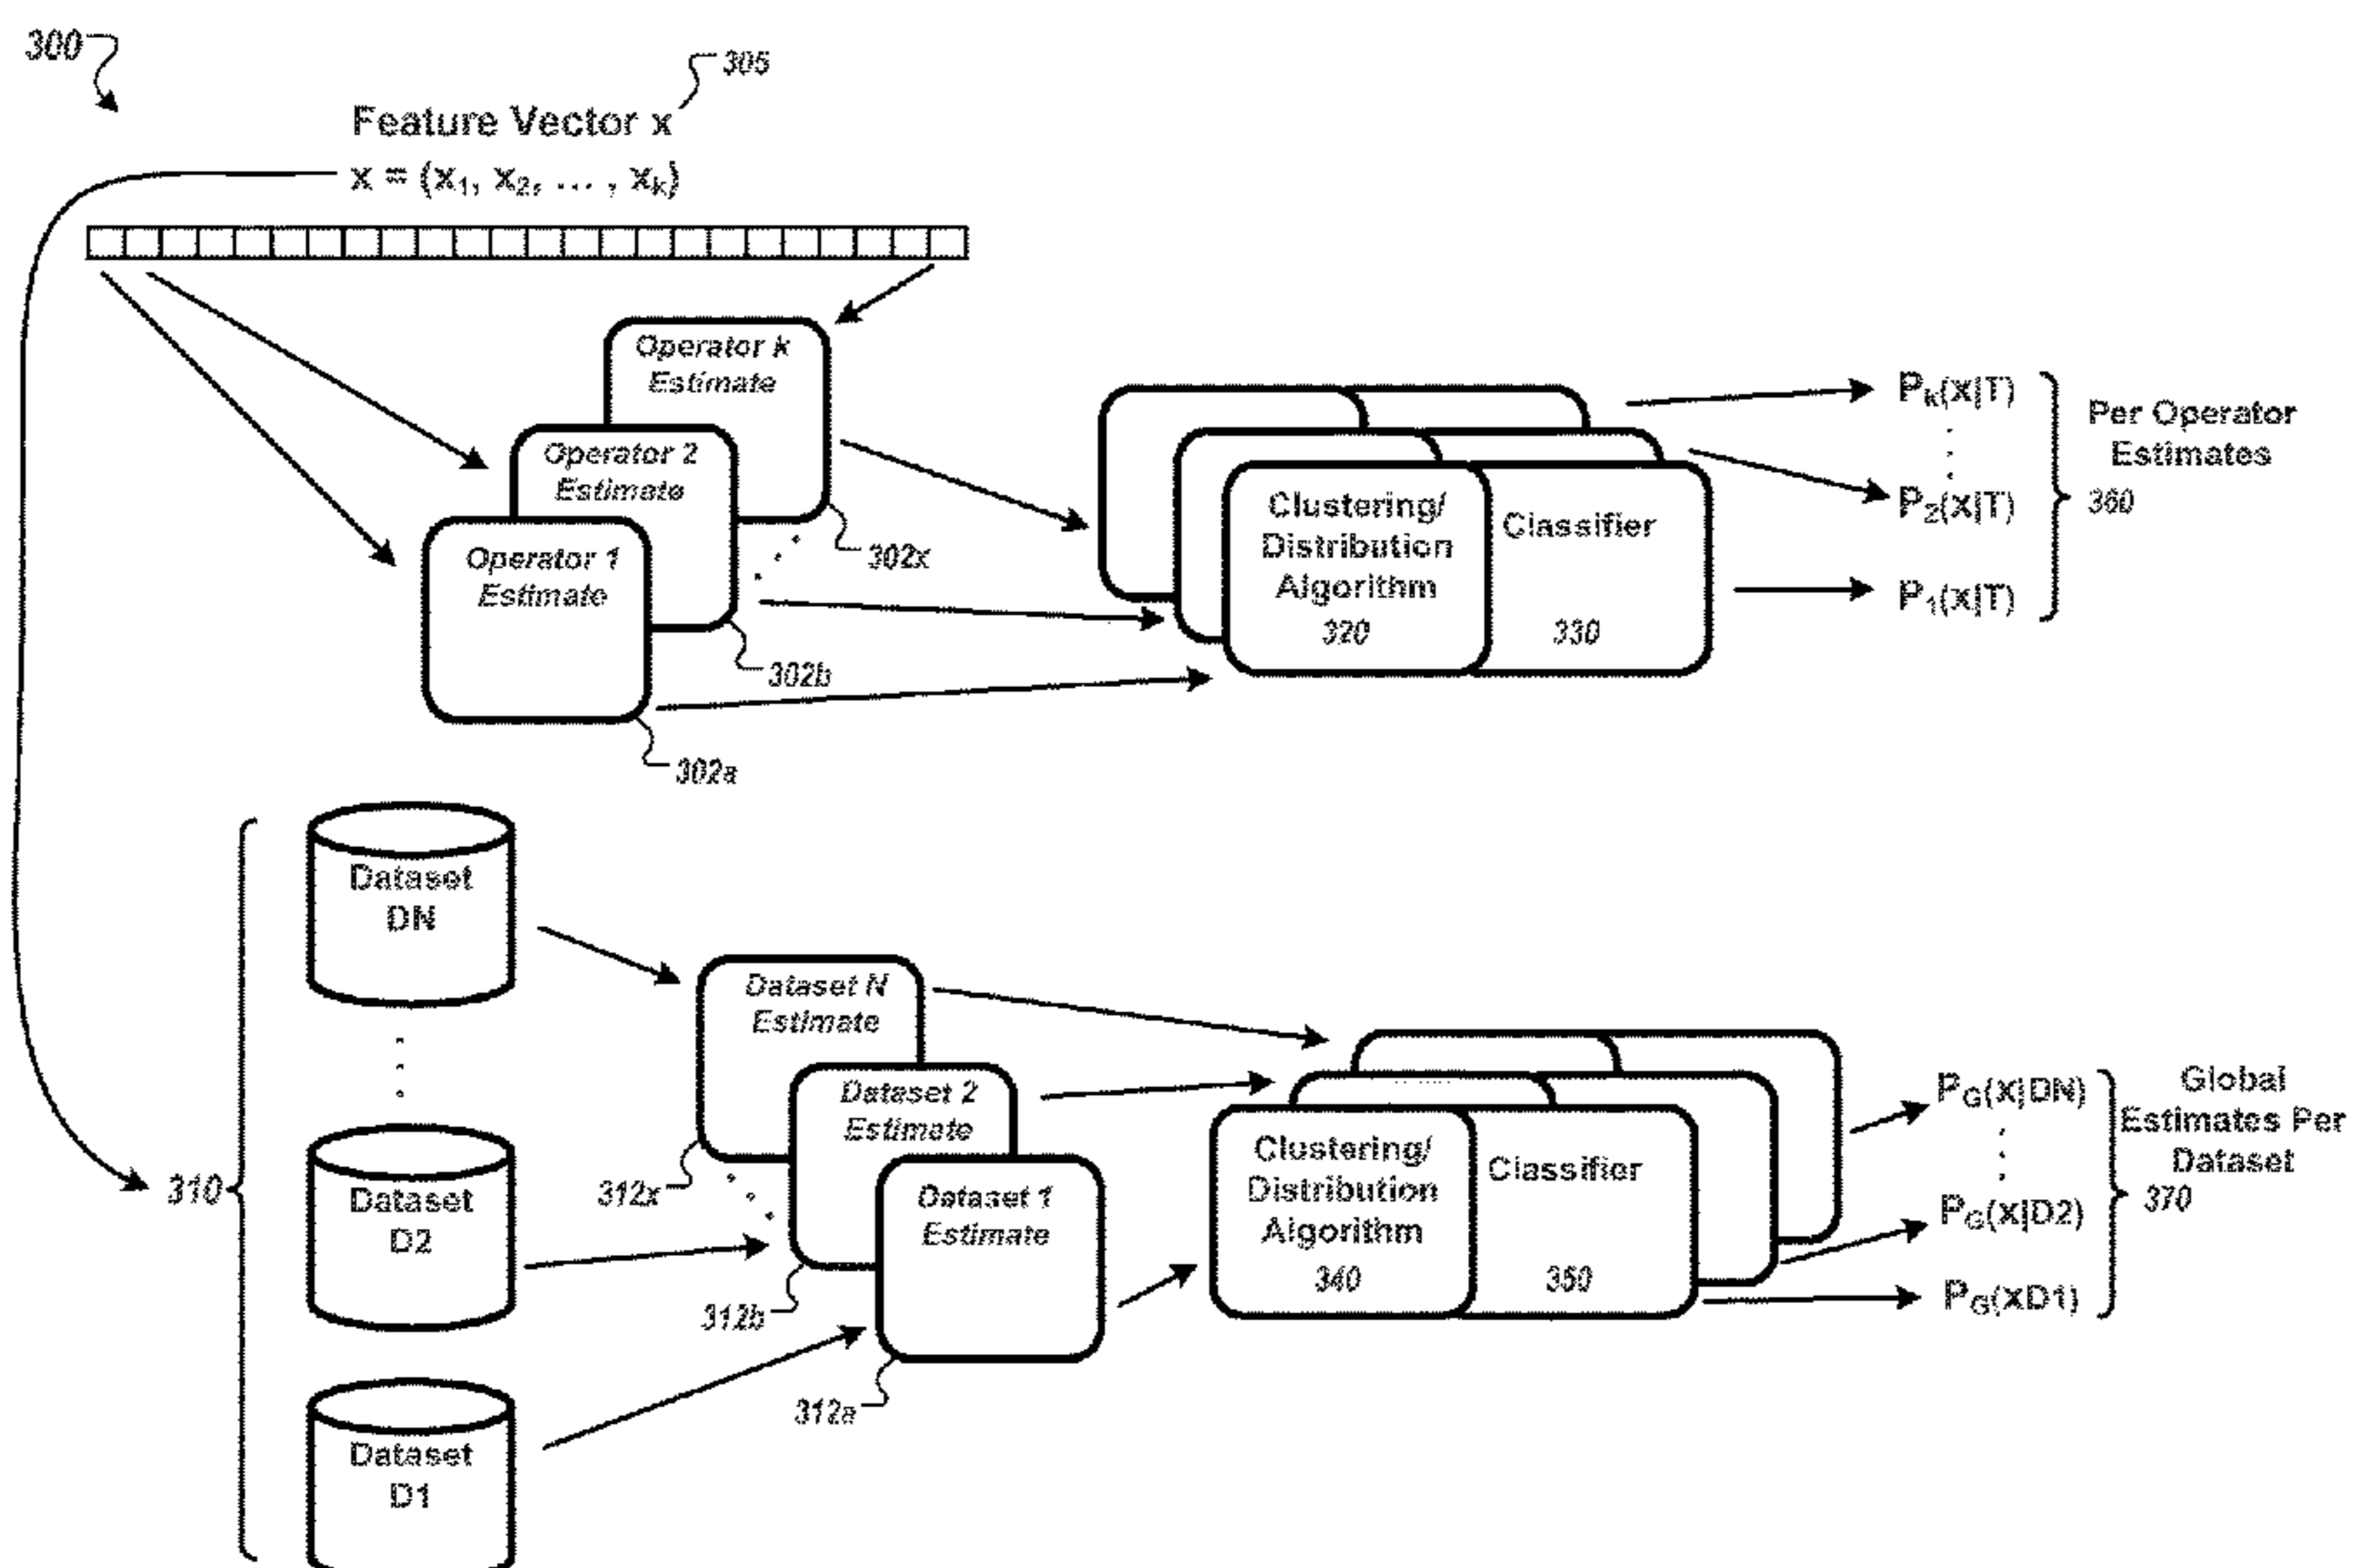 300
305
Feature Vector x
x = (x₁, x₂, ... , xₖ)
Operator k
Estimate
Operator 2
Estimate
Operator 1
Estimate
302x
302b
302a
Clustering/
Distribution
Algorithm
320
Classifier
330
Pₖ(x|T)
P₂(x|T)
P₁(x|T)
Per Operator
Estimates
360
310
Dataset
DN
Dataset
D2
Dataset
D1
Dataset N
Estimate
Dataset 2
Estimate
Dataset 1
Estimate
312x
312b
312a
Clustering/
Distribution
Algorithm
340
Classifier
350
P_G(x|DN)
P_G(x|D2)
P_G(xD1)
Global
Estimates Per
Dataset
370